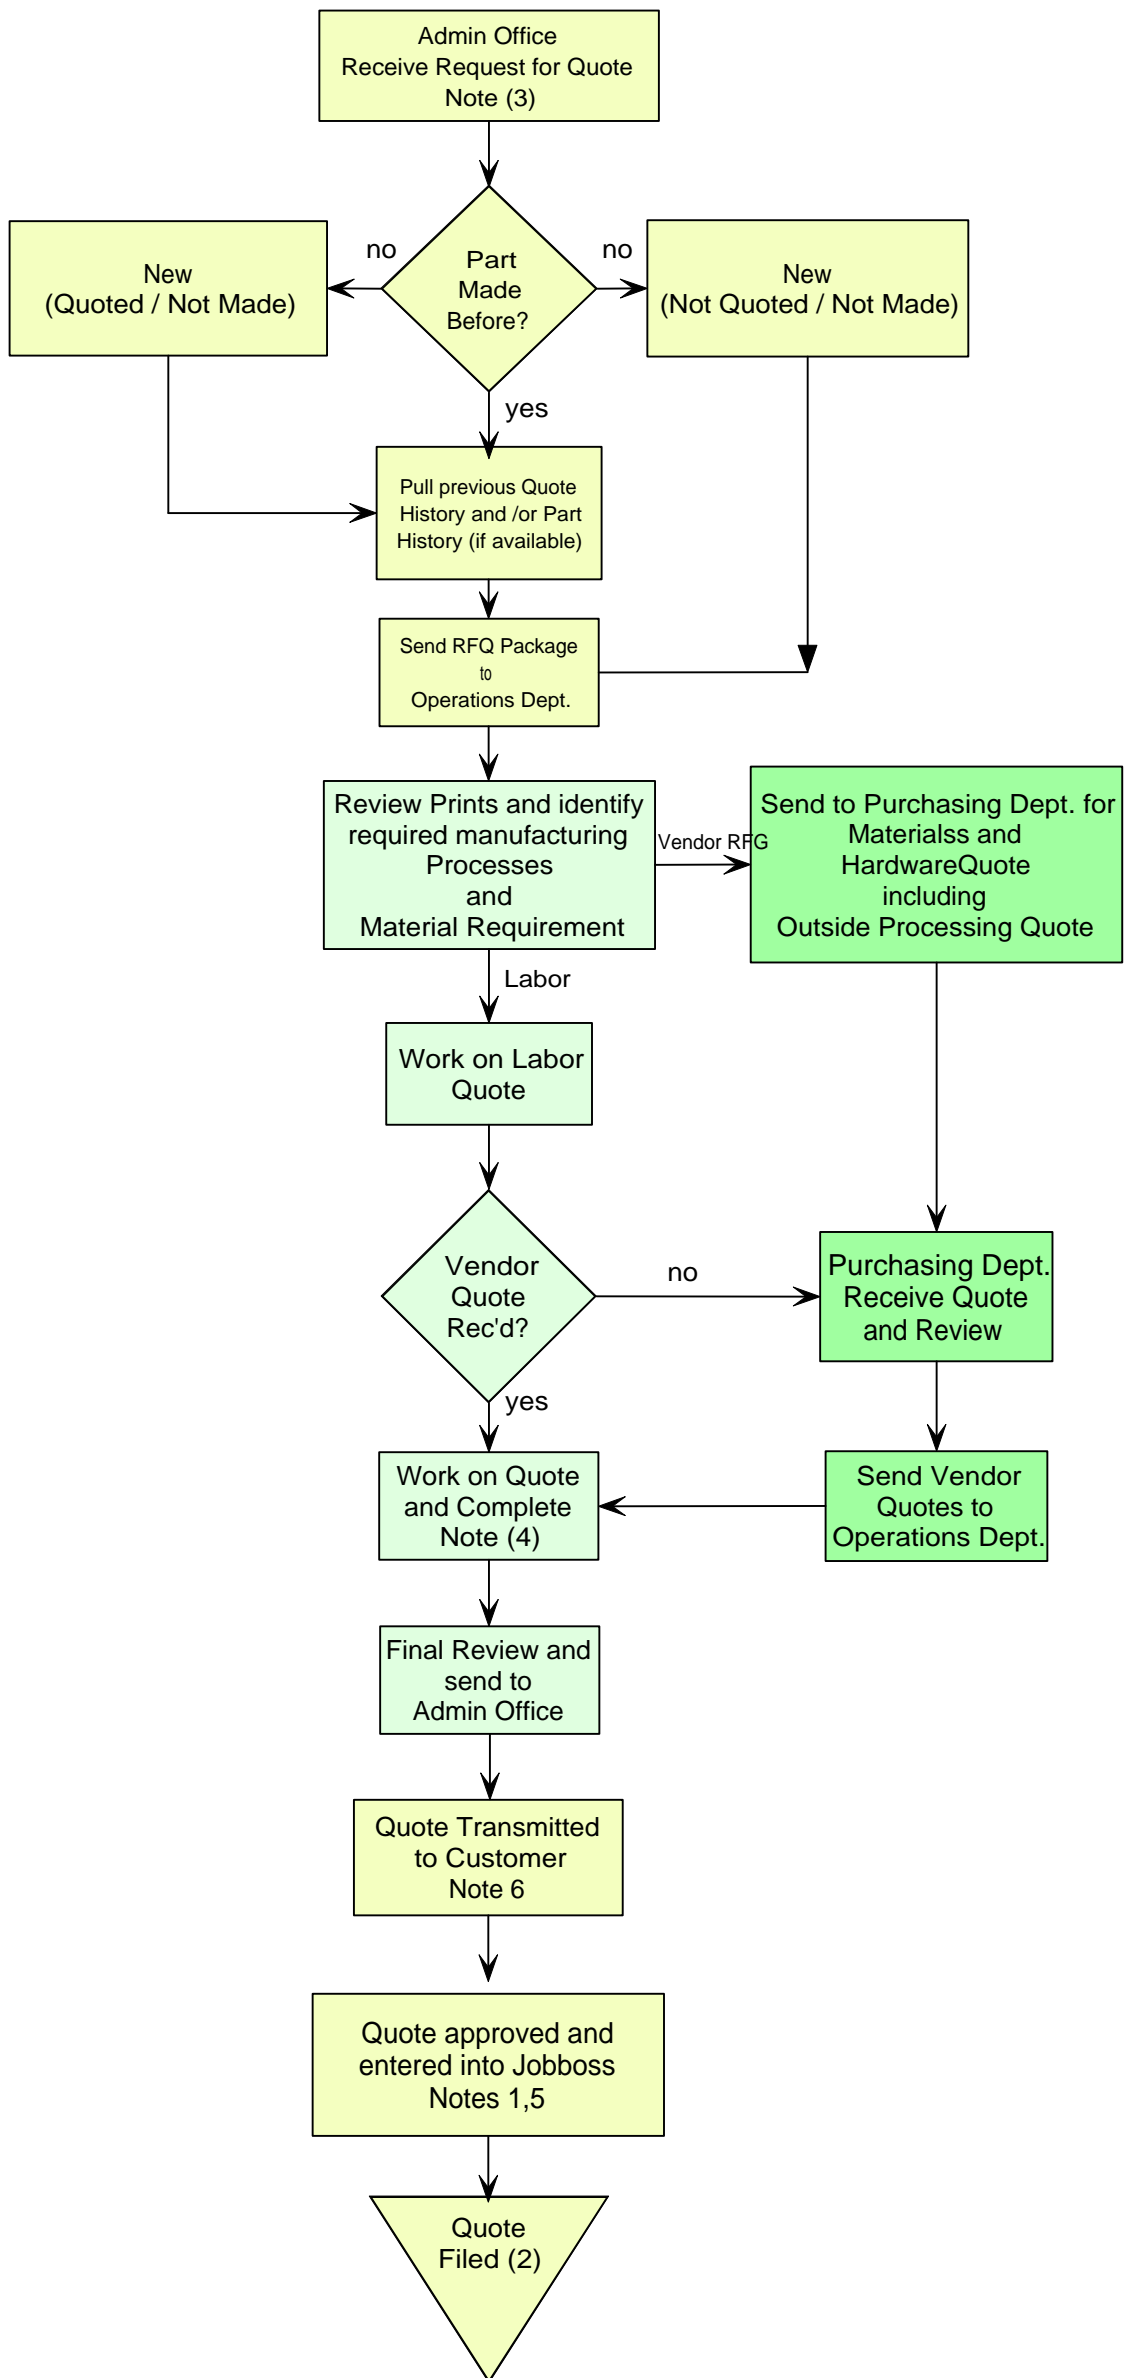 Admin Office
Receive Request for Quote
Note (3)
no
no
New
(Quoted / Not Made)
Part
Made
Before?
New
(Not Quoted / Not Made)
yes
Pull previous Quote
History and /or Part
History (if available)
Send RFQ Package
to
Operations Dept.
Review Prints and identify
required manufacturing
Processes
and
Material Requirement
Vendor RFG
Send to Purchasing Dept. for
Materialss and
HardwareQuote
including
Outside Processing Quote
Labor
Work on Labor
Quote
Vendor
Quote
Rec'd?
no
Purchasing Dept.
Receive Quote
and Review
yes
Work on Quote
and Complete
Note (4)
Send Vendor
Quotes to
Operations Dept.
Final Review and
send to
Admin Office
Quote Transmitted
to Customer
Note 6
Quote approved and
entered into Jobboss
Notes 1,5
Quote
Filed (2)